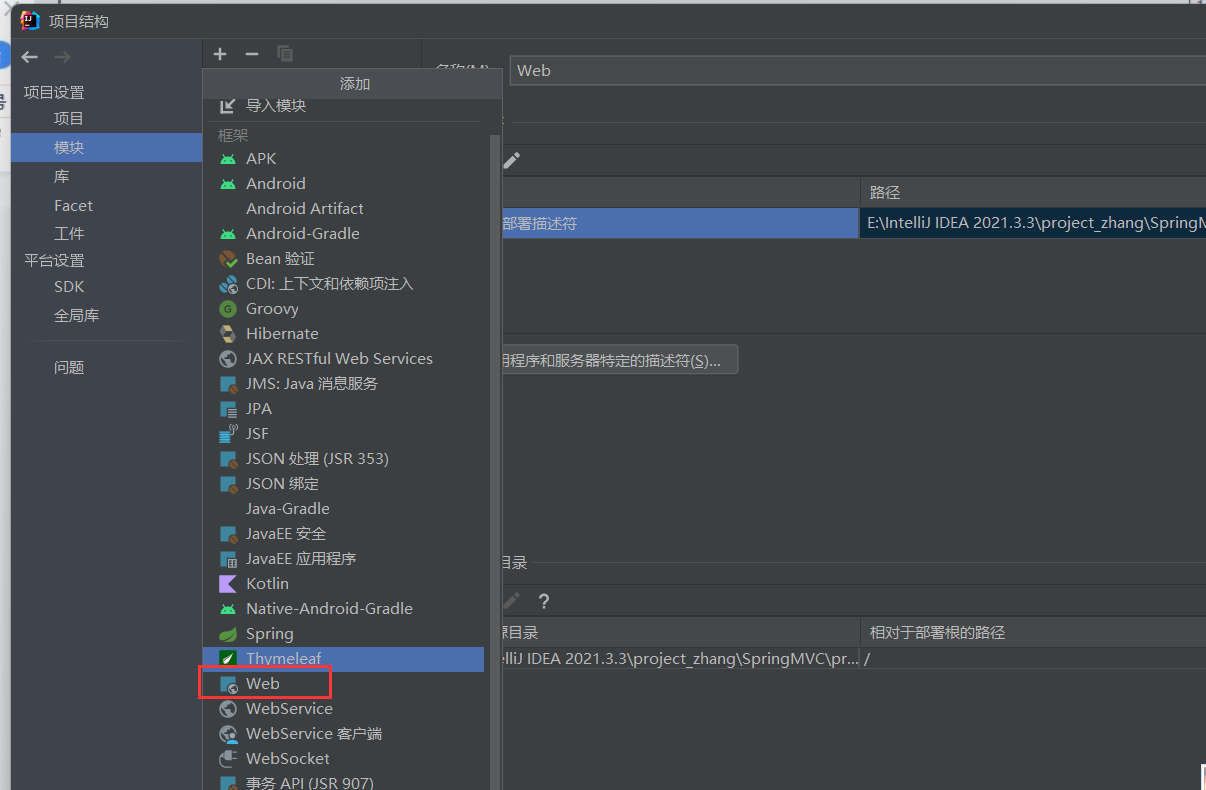 项目结构
项目设置
项目
模块
库
Facet
工件
平台设置
SDK
全局库
问题
添加
导入模块
框架
APK
Android
Android Artifact
Android-Gradle
Bean 验证
CDI: 上下文和依赖项注入
Groovy
Hibernate
JAX RESTful Web Services
JMS: Java 消息服务
JPA
JSF
JSON 处理 (JSR 353)
JSON 绑定
Java-Gradle
JavaEE 安全
JavaEE 应用程序
Kotlin
Native-Android-Gradle
Spring
Thymeleaf
Web
WebService
WebService 客户端
WebSocket
事务 API (JSR 907)
名称(M)
Web
路径
部署描述符
E:\IntelliJ IDEA 2021.3.3\project_zhang\SpringM
用程序和服务器特定的描述符(S)...
目录
?
源目录
相对于部署根的路径
elliJ IDEA 2021.3.3\project_zhang\SpringMVC\pr...
/